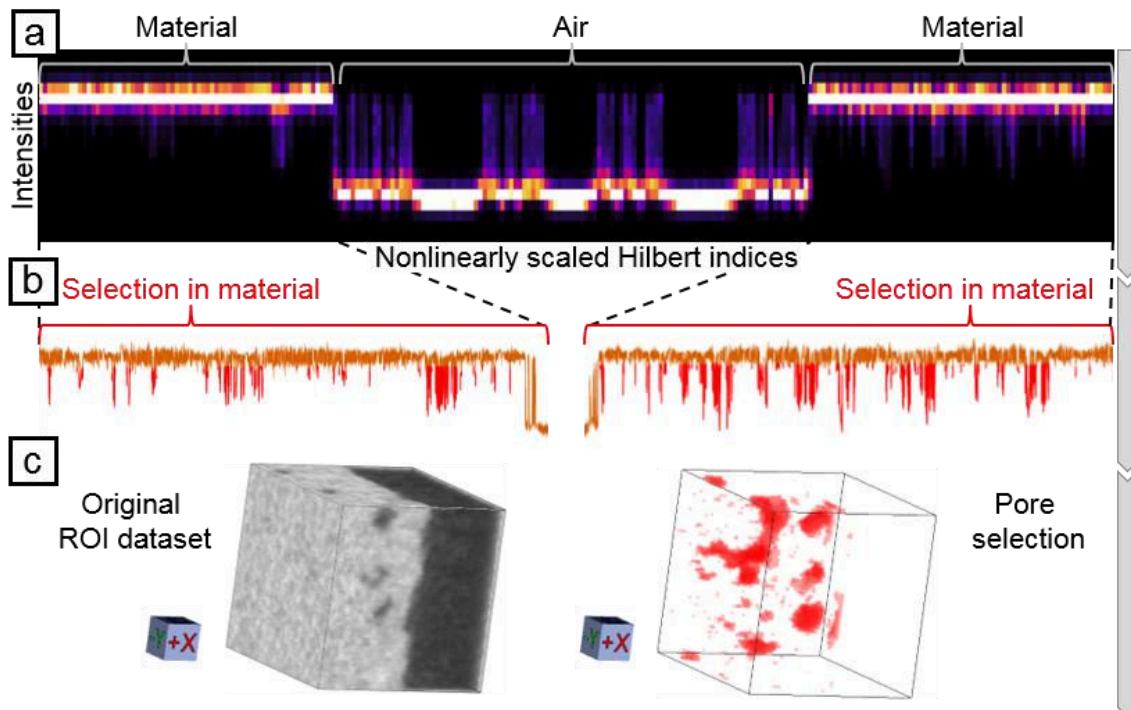 a
Material
Air
Material
Intensities
Nonlinearly scaled Hilbert indices
b
Selection in material
Selection in material
c
Original
ROI dataset
Pore
selection
-Y +X
-Y +X